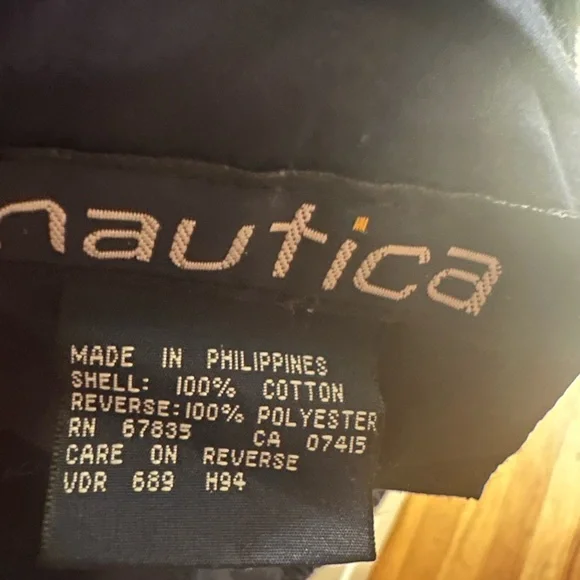 nautica
MADE IN PHILIPPINES
SHELL: 100% COTTON
REVERSE:100% POLYESTER
RN 67835 CA 07415
CARE ON REVERSE
VDR 689 H94